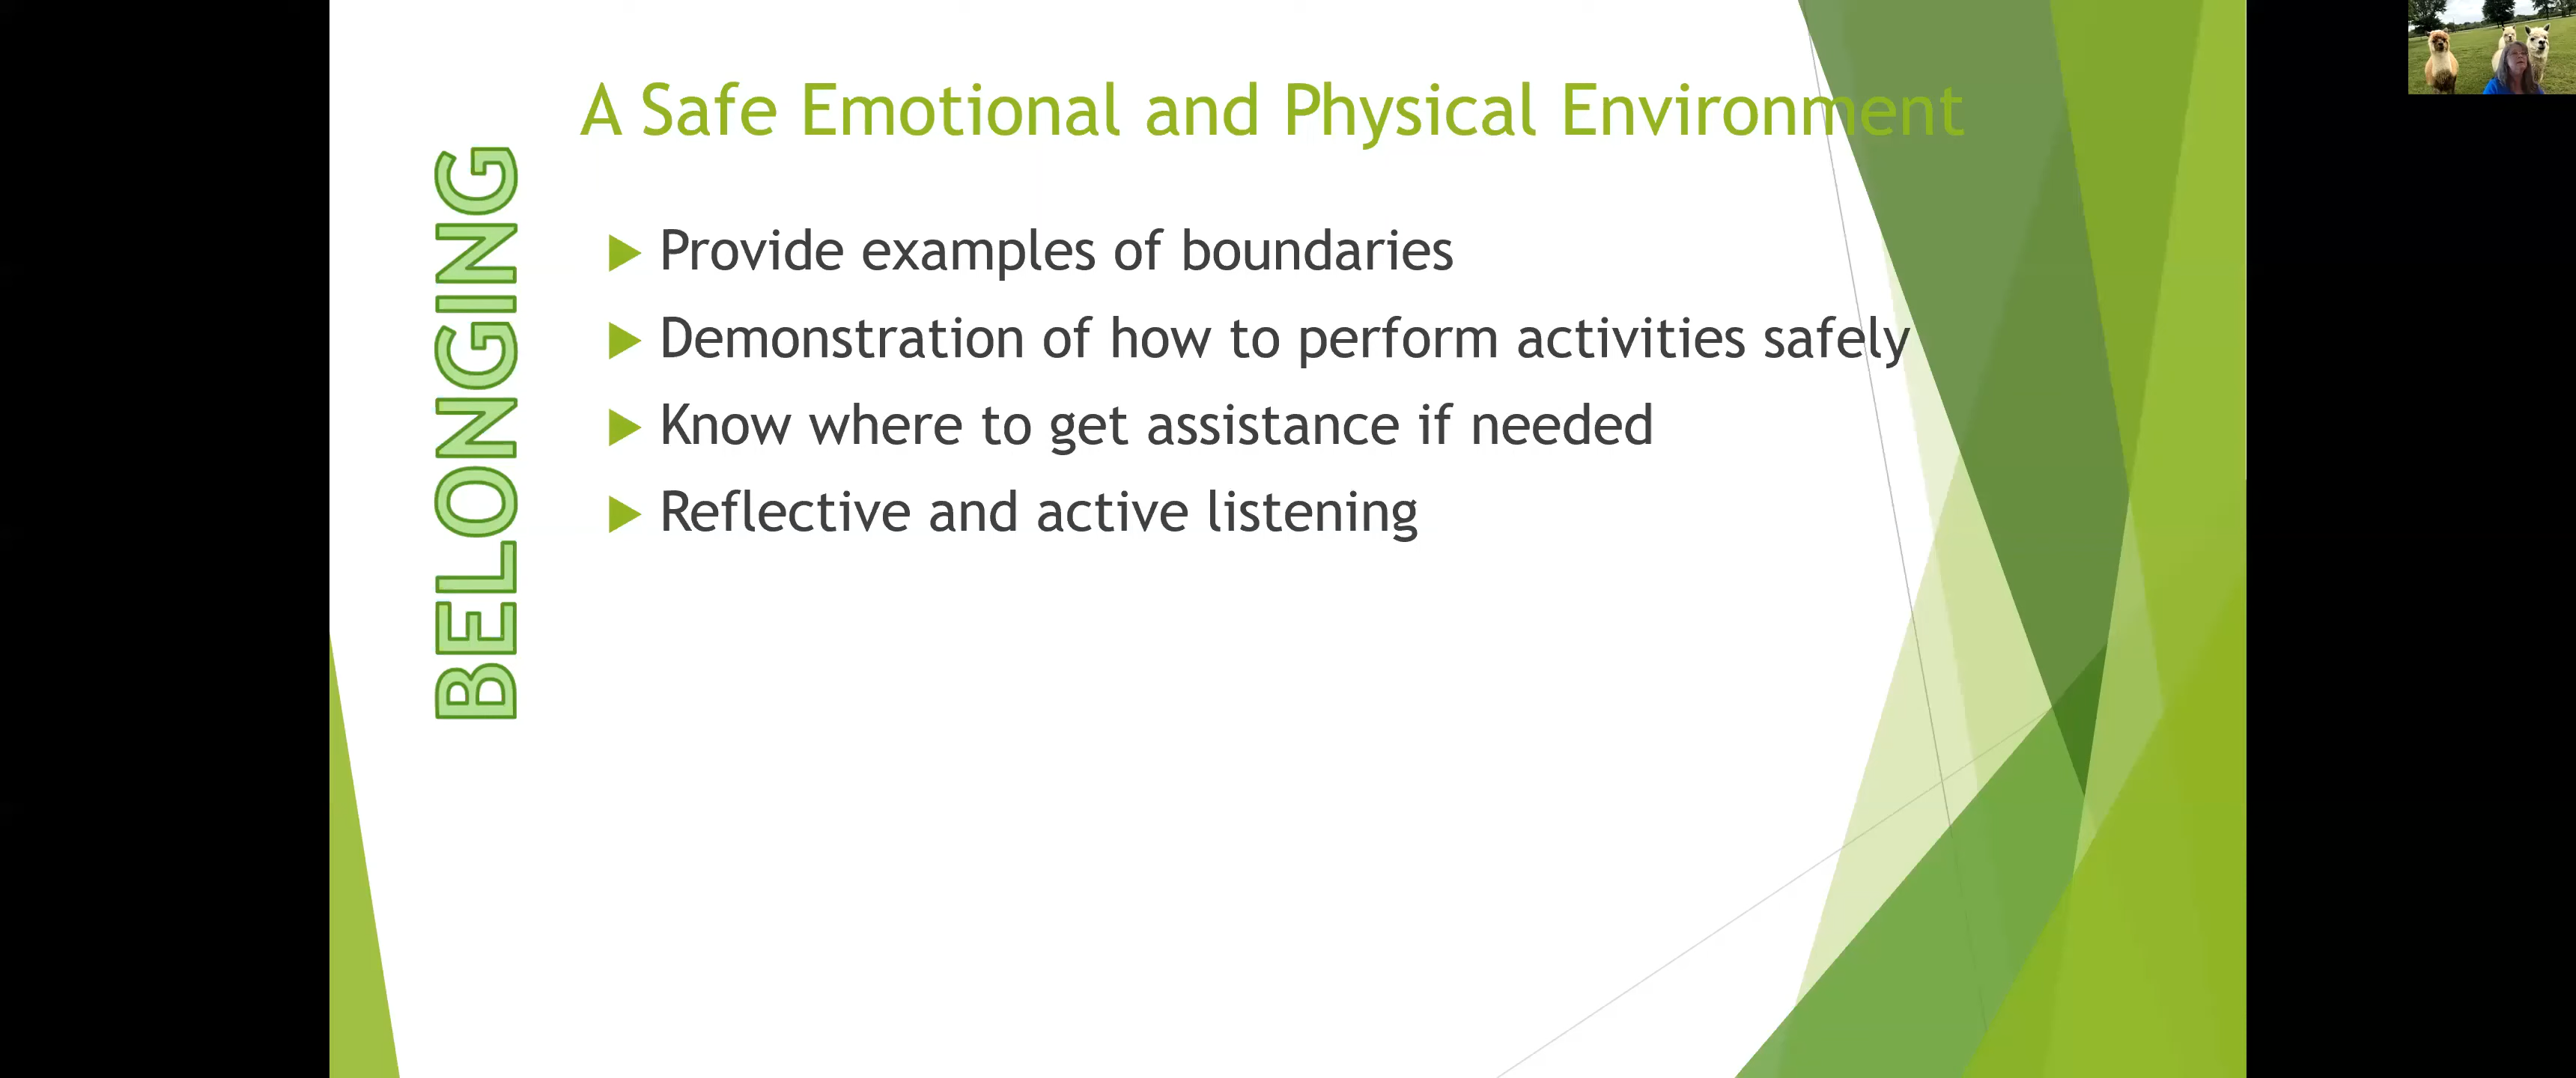 A Safe Emotional and Physical Environment
BELONGING
Provide examples of boundaries
Demonstration of how to perform activities safely
Know where to get assistance if needed
Reflective and active listening